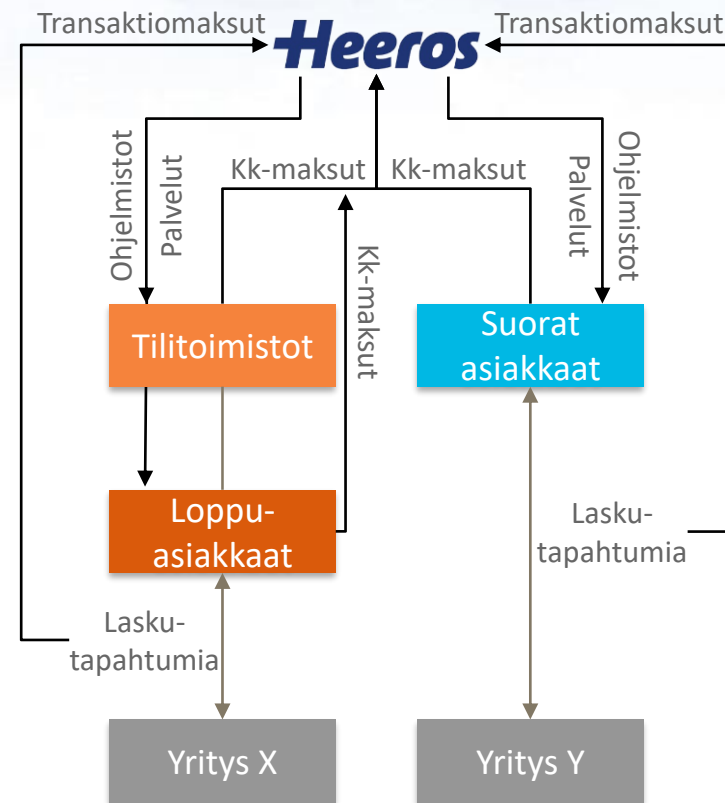 Transaktiomaksut
Heeros
Transaktiomaksut
Ohjelmistot
Palvelut
Kk-maksut
Kk-maksut
Palvelut
Ohjelmistot
Kk-maksut
Tilitoimistot
Suorat
asiakkaat
Loppu-
asiakkaat
Lasku-
tapahtumia
Lasku-
tapahtumia
Yritys X
Yritys Y